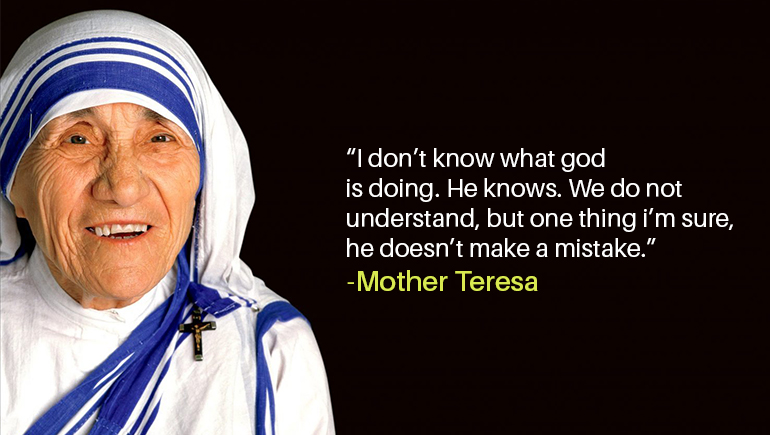 “I don’t know what god
is doing. He knows. We do not
understand, but one thing i’m sure,
he doesn’t make a mistake.”
-Mother Teresa